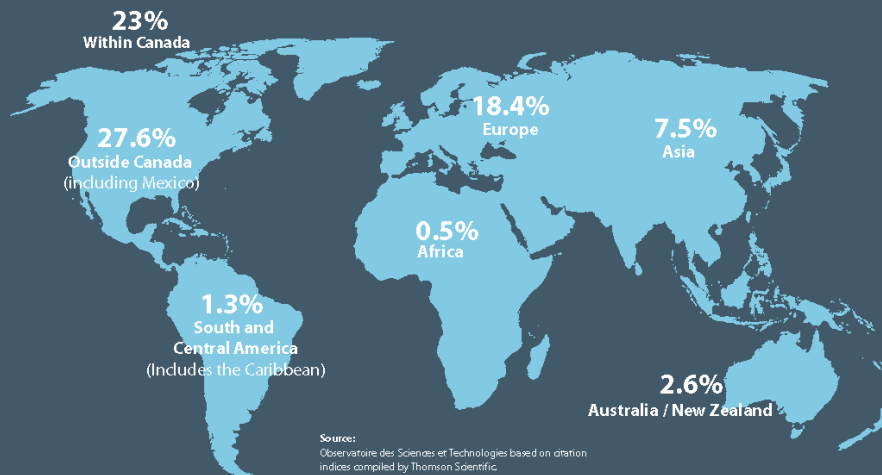 23%
Within Canada
27.6%
Outside Canada
(including Mexico)
18.4%
Europe
7.5%
Asia
0.5%
Africa
1.3%
South and
Central America
(Includes the Caribbean)
2.6%
Australia / New Zealand
Source:
Observatoire des Sciences et Technologies based on citation
indices compiled by Thomson Scientific.